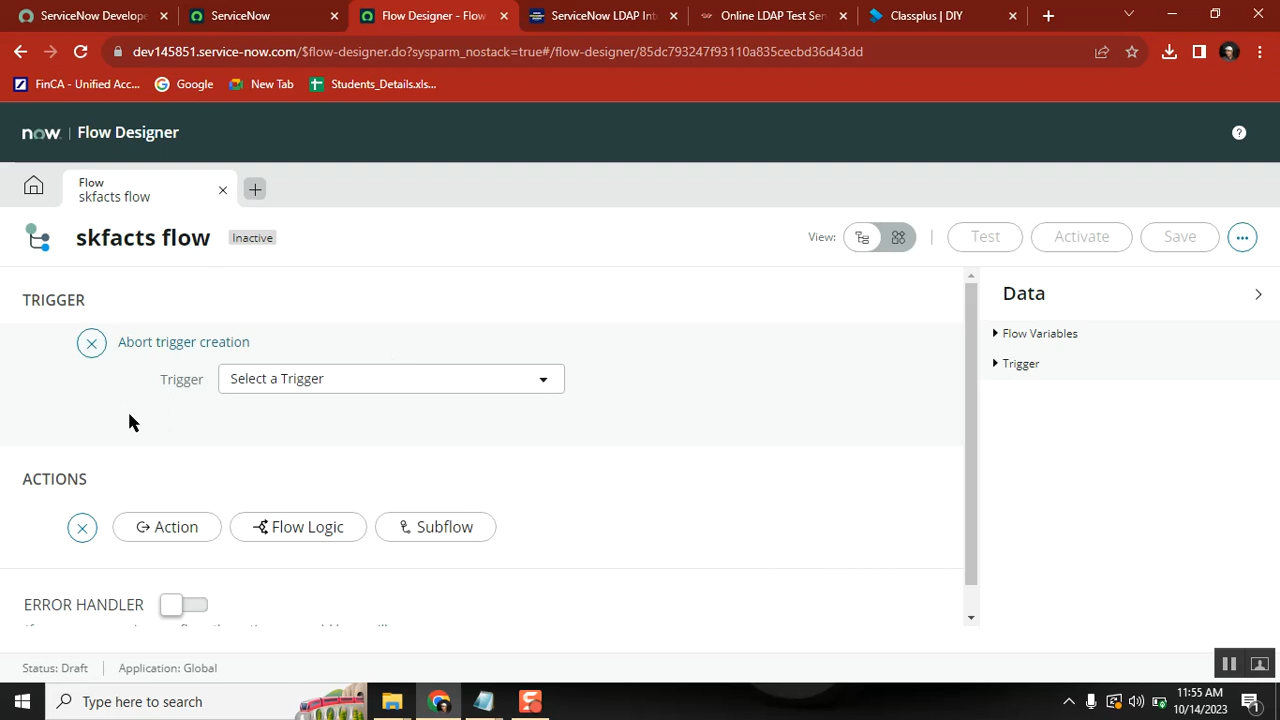 ServiceNow Develope
ServiceNow
Flow Designer - Flow
ServiceNow LDAP Int
Online LDAP Test Ser
Classplus | DIY
dev145851.service-now.com/$flow-designer.do?sysparm_nostack=true#/flow-designer/85dc793247f93110a835cecbd36d43dd
FinCA - Unified Acc...
Google
New Tab
Students_Details.xls...
now. | Flow Designer
Flow
skfacts flow
skfacts flow
Inactive
View:
Test
Activate
Save
TRIGGER
Abort trigger creation
Trigger
Select a Trigger
Data
Flow Variables
Trigger
ACTIONS
Action
Flow Logic
Subflow
ERROR HANDLER
Status: Draft
Application: Global
Type here to search
11:55 AM
10/14/2023
1